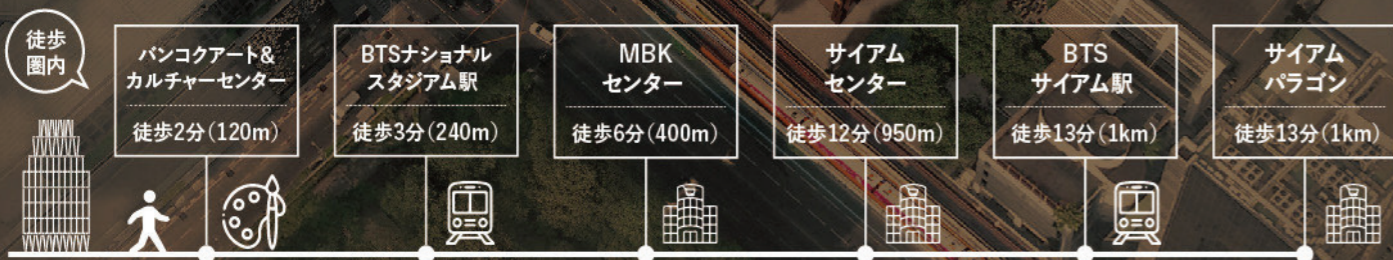 徒歩
圏内
バンコクアート&
カルチャーセンター
徒歩2分(120m)
BTSナショナル
スタジアム駅
徒歩3分(240m)
MBK
センター
徒歩6分(400m)
サイアム
センター
徒歩12分(950m)
BTS
サイアム駅
徒歩13分(1km)
サイアム
パラゴン
徒歩13分(1km)